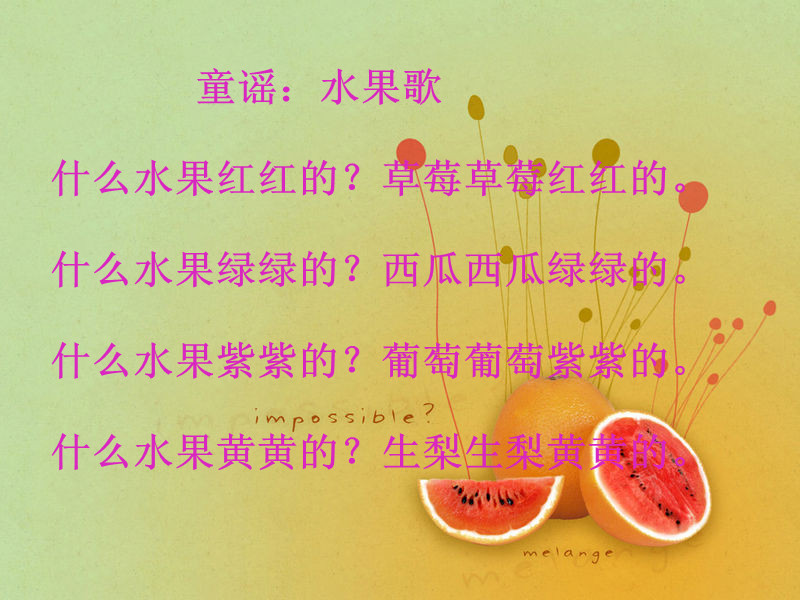 童谣：水果歌
什么水果红红的？草莓草莓红红的。
什么水果绿绿的？西瓜西瓜绿绿的。
什么水果紫紫的？葡萄葡萄紫紫的。
impossible?
什么水果黄黄的？生梨生梨黄黄的。
melange